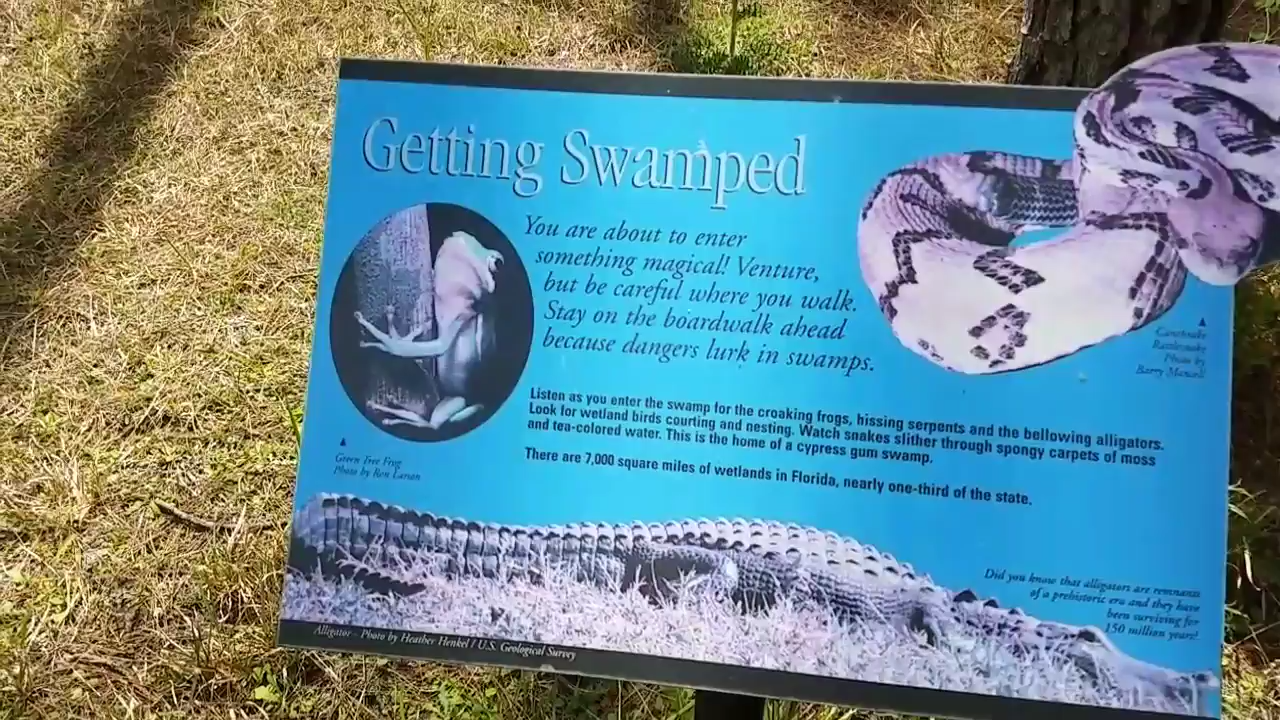 Getting Swamped
You are about to enter
something magical! Venture,
but be careful where you walk.
Stay on the boardwalk ahead
because dangers lurk in swamps.
Canebrake
Rattlesnake
Photo by
Barry Mansell
Listen as you enter the swamp for the croaking frogs, hissing serpents and the bellowing alligators.
Look for wetland birds courting and nesting. Watch snakes slither through spongy carpets of moss
and tea-colored water. This is the home of a cypress gum swamp.
There are 7,000 square miles of wetlands in Florida, nearly one-third of the state.
Green Tree Frog
Photo by Ron Larson
Did you know that alligators are remnants
of a prehistoric era and they have
been surviving for
150 million years?
Alligator - Photo by Heather Henkel / U.S. Geological Survey